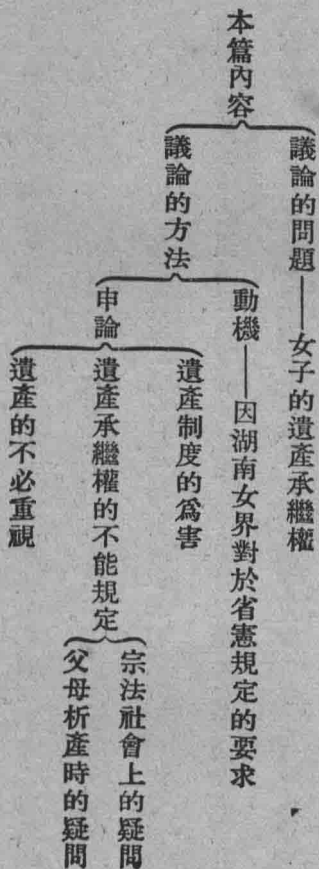 本篇內容
議論的問題——女子的遺產承繼權
議論的方法
動機——因湖南女界對於省憲規定的要求
申論
遺產制度的爲害
遺產承繼權的不能規定
宗法社會上的疑問
父母析產時的疑問
遺產的不必重視